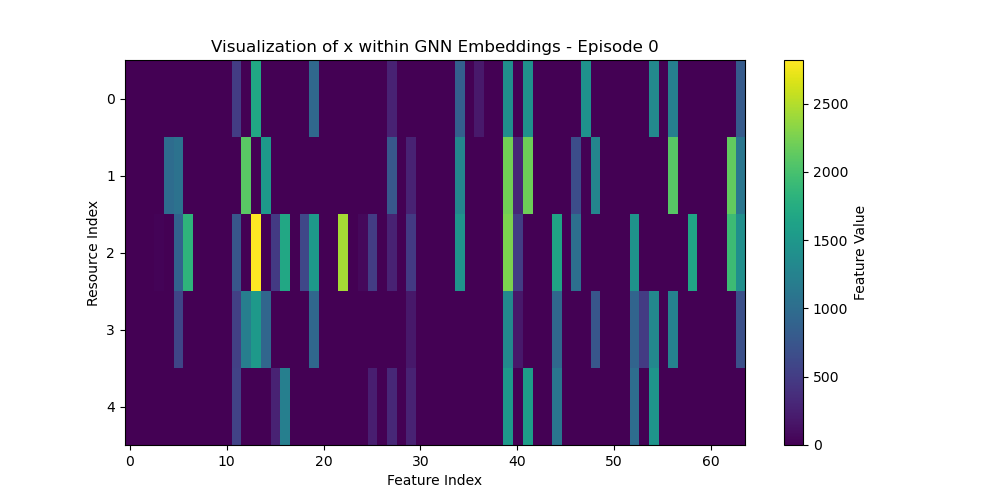 Visualization of x within GNN Embeddings - Episode 0
Resource Index
0
1
2
3
4
0 10 20 30 40 50 60
Feature Index
2500
2000
1500
1000
500
0
Feature Value